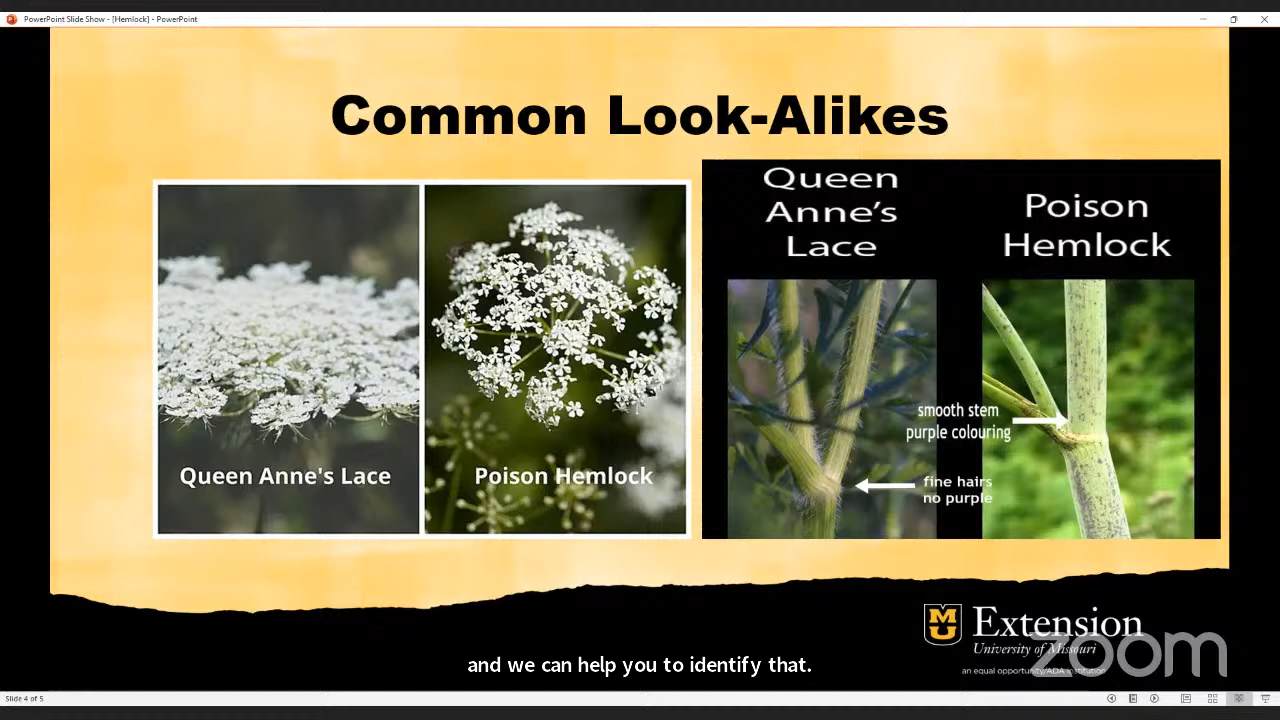 PowerPoint Slide Show - [Hemlock] - PowerPoint
Common Look-Alikes
Queen Anne's Lace
Poison Hemlock
Queen
Anne's
Lace
Poison
Hemlock
smooth stem
purple colouring
fine hairs
no purple
MU
Extension
University of Missouri
an equal opportunity/ADA institution
zoom
and we can help you to identify that.
Slide 4 of 5